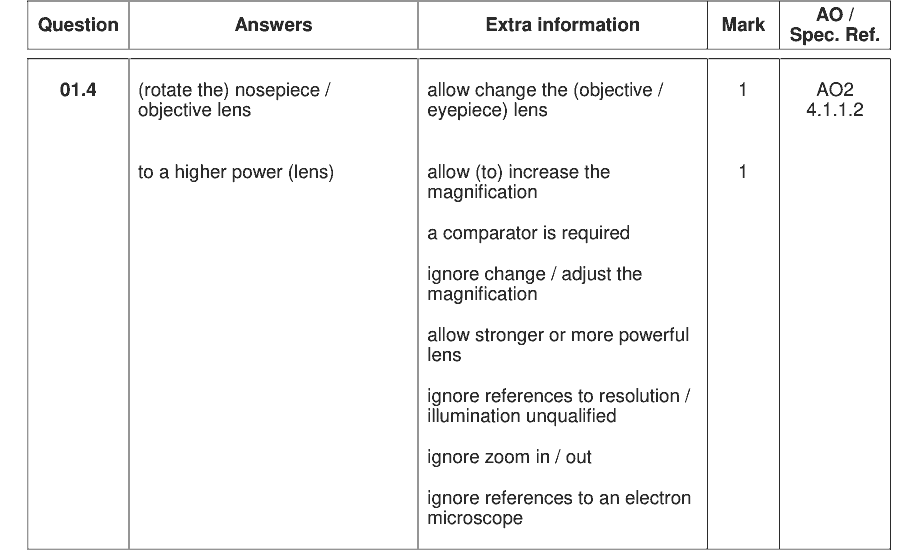 Question Answers Extra information Mark AO /
Spec. Ref.
01.4 (rotate the) nosepiece / allow change the (objective / 1 AO2
objective lens eyepiece) lens 4.1.1.2
to a higher power (lens) allow (to) increase the 1
magnification
a comparator is required
ignore change / adjust the
magnification
allow stronger or more powerful
lens
ignore references to resolution /
illumination unqualified
ignore zoom in / out
ignore references to an electron
microscope